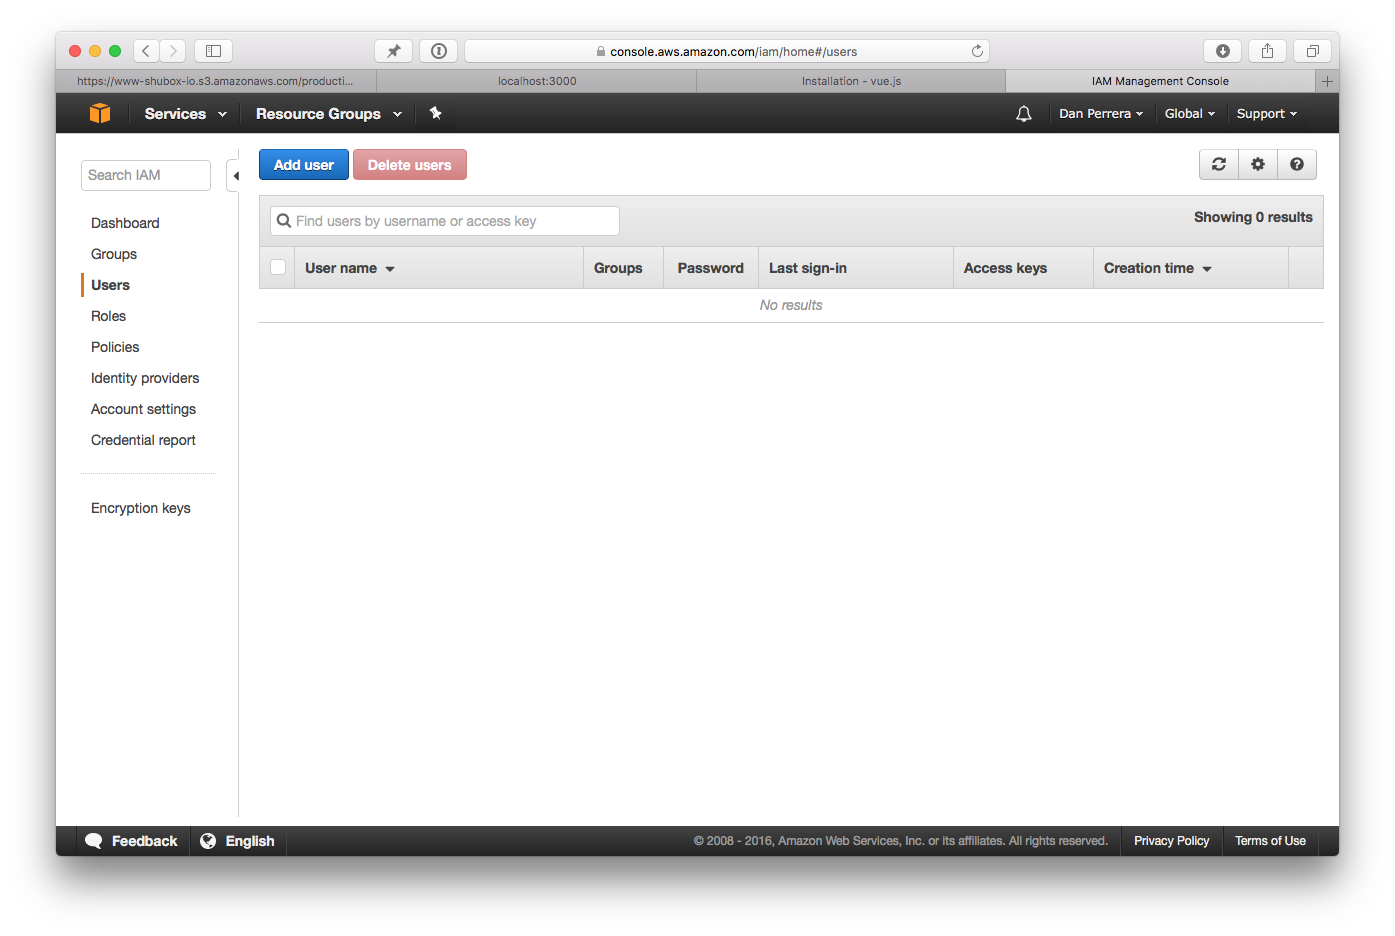 console.aws.amazon.com/iam/home#/users
https://www-shubox-io.s3.amazonaws.com/producti...
localhost:3000
Installation - vue.js
IAM Management Console
Services
Resource Groups
Dan Perrera
Global
Support
Search IAM
Dashboard
Groups
Users
Roles
Policies
Identity providers
Account settings
Credential report
Encryption keys
Add user
Delete users
Find users by username or access key
Showing 0 results
User name
Groups
Password
Last sign-in
Access keys
Creation time
No results
Feedback
English
© 2008 - 2016, Amazon Web Services, Inc. or its affiliates. All rights reserved.
Privacy Policy
Terms of Use